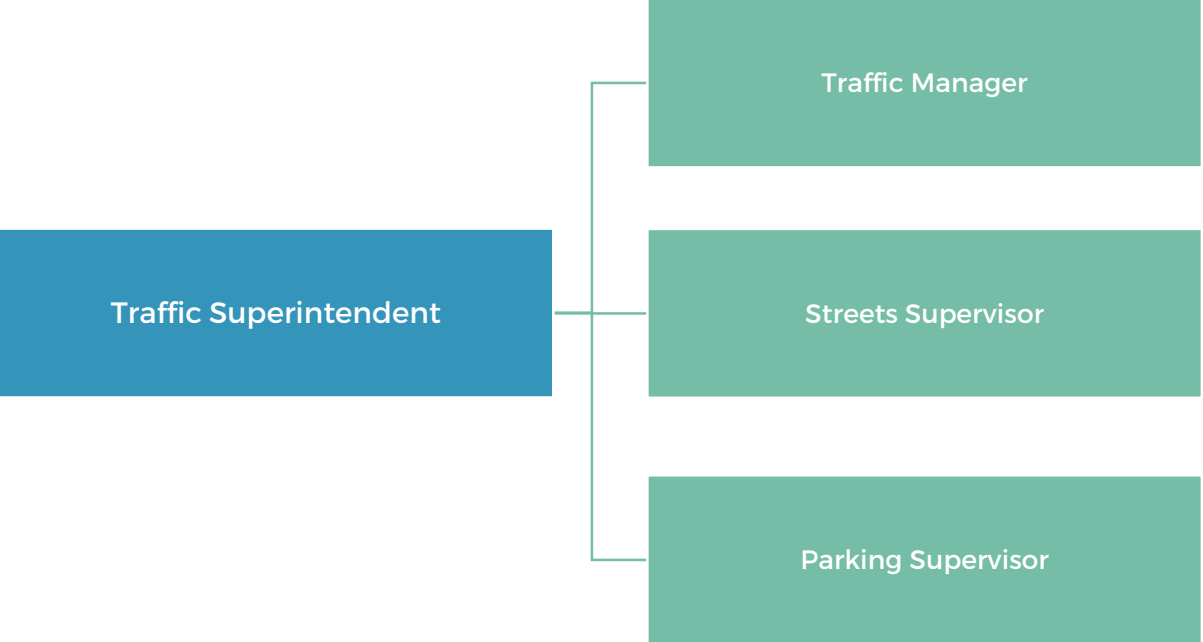 Traffic Manager
Traffic Superintendent
Streets Supervisor
Parking Supervisor